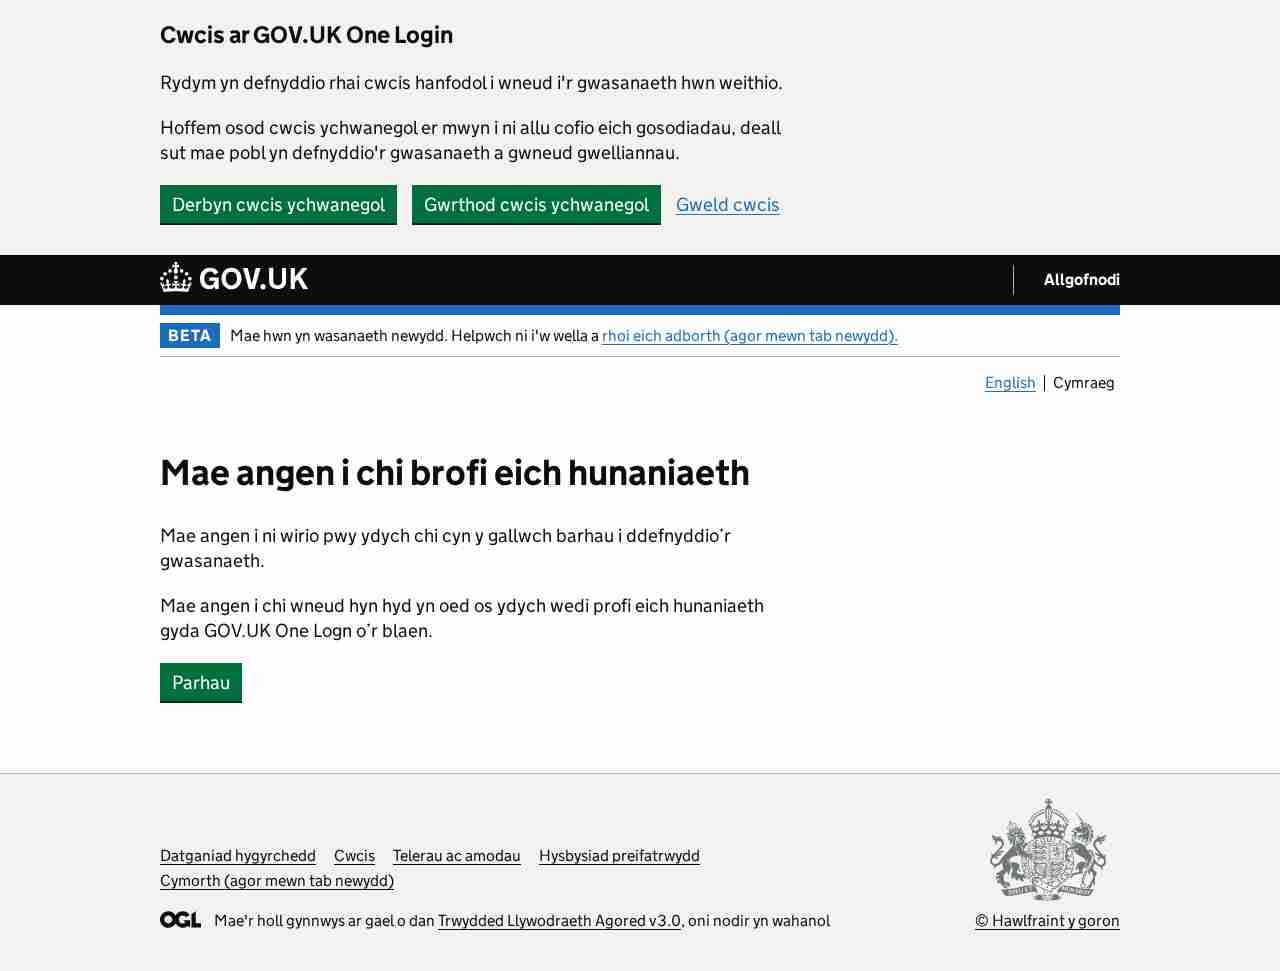 Cwcis ar GOV.UK One Login
Rydym yn defnyddio rhai cwcis hanfodol i wneud i'r gwasanaeth hwn weithio.
Hoffem osod cwcis ychwanegol er mwyn i ni allu cofio eich gosodiadau, deall
sut mae pobl yn defnyddio'r gwasanaeth a gwneud gwelliannau.
Derbyn cwcis ychwanegol Gwrthod cwcis ychwanegol Gweld cwcis
GOV.UK Allgofnodi
BETA Mae hwn yn wasanaeth newydd. Helpwch ni i'w wella a rhoi eich adborth (agor mewn tab newydd).
English Cymraeg
Mae angen i chi brofi eich hunaniaeth
Mae angen i ni wirio pwy ydych chi cyn y gallwch barhau i ddefnyddio’r
gwasanaeth.
Mae angen i chi wneud hyn hyd yn oed os ydych wedi profi eich hunaniaeth
gyda GOV.UK One Logn o’r blaen.
Parhau
Datganiad hygyrchedd Cwcis Telerau ac amodau Hysbysiad preifatrwydd
Cymorth (agor mewn tab newydd)
OGL Mae'r holl gynnwys ar gael o dan Trwydded Llywodraeth Agored v3.0, oni nodir yn wahanol
© Hawlfraint y goron